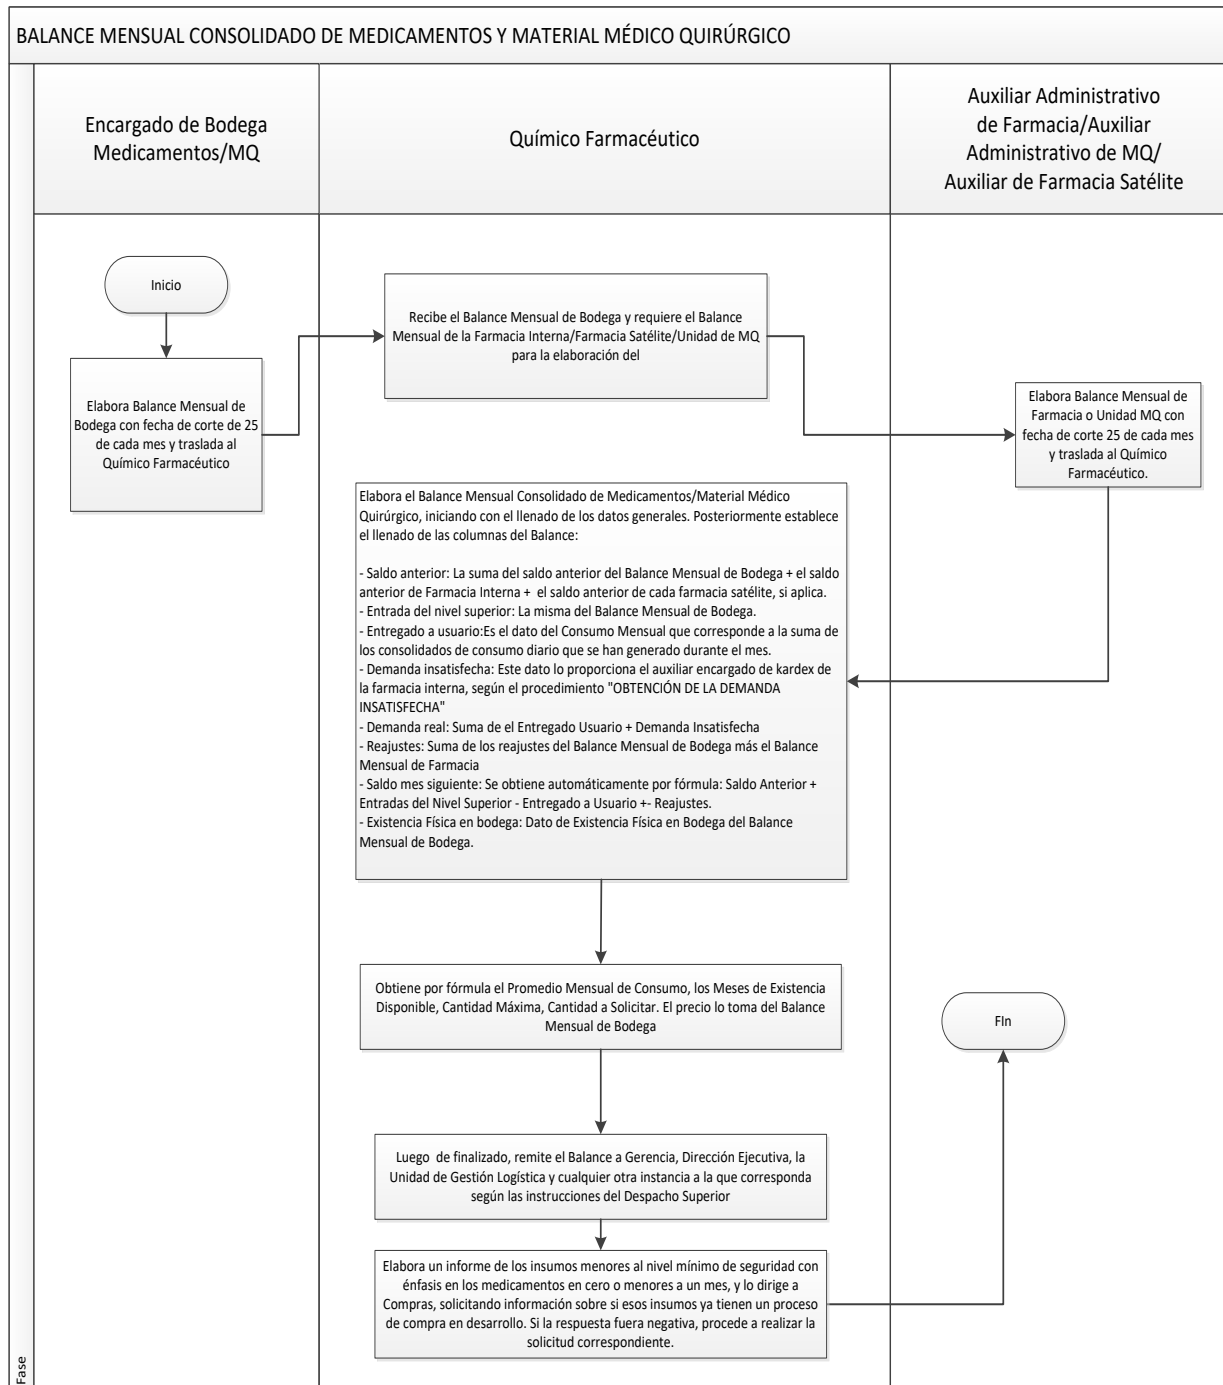 BALANCE MENSUAL CONSOLIDADO DE MEDICAMENTOS Y MATERIAL MÉDICO QUIRÚRGICO
Encargado de Bodega
Medicamentos/MQ
Químico Farmacéutico
Auxiliar Administrativo
de Farmacia/Auxiliar
Administrativo de MQ/
Auxiliar de Farmacia Satélite
Inicio
Elabora Balance Mensual de
Bodega con fecha de corte de 25
de cada mes y traslada al
Químico Farmacéutico
Recibe el Balance Mensual de Bodega y requiere el Balance
Mensual de la Farmacia Interna/Farmacia Satélite/Unidad de MQ
para la elaboración del
Elabora Balance Mensual de
Farmacia o Unidad MQ con
fecha de corte 25 de cada mes
y traslada al Químico
Farmacéutico.
Elabora el Balance Mensual Consolidado de Medicamentos/Material Médico
Quirúrgico, iniciando con el llenado de los datos generales. Posteriormente establece
el llenado de las columnas del Balance:
- Saldo anterior: La suma del saldo anterior del Balance Mensual de Bodega + el saldo
anterior de Farmacia Interna +  el saldo anterior de cada farmacia satélite, si aplica.
- Entrada del nivel superior: La misma del Balance Mensual de Bodega.
- Entregado a usuario:Es el dato del Consumo Mensual que corresponde a la suma de
los consolidados de consumo diario que se han generado durante el mes.
- Demanda insatisfecha: Este dato lo proporciona el auxiliar encargado de kardex de
la farmacia interna, según el procedimiento "OBTENCIÓN DE LA DEMANDA
INSATISFECHA"
- Demanda real: Suma de el Entregado Usuario + Demanda Insatisfecha
- Reajustes: Suma de los reajustes del Balance Mensual de Bodega más el Balance
Mensual de Farmacia
- Saldo mes siguiente: Se obtiene automáticamente por fórmula: Saldo Anterior +
Entradas del Nivel Superior - Entregado a Usuario +- Reajustes.
- Existencia Física en bodega: Dato de Existencia Física en Bodega del Balance
Mensual de Bodega.
Obtiene por fórmula el Promedio Mensual de Consumo, los Meses de Existencia
Disponible, Cantidad Máxima, Cantidad a Solicitar. El precio lo toma del Balance
Mensual de Bodega
FIn
Luego  de finalizado, remite el Balance a Gerencia, Dirección Ejecutiva, la
Unidad de Gestión Logística y cualquier otra instancia a la que corresponda
según las instrucciones del Despacho Superior
Elabora un informe de los insumos menores al nivel mínimo de seguridad con
énfasis en los medicamentos en cero o menores a un mes, y lo dirige a
Compras, solicitando información sobre si esos insumos ya tienen un proceso
de compra en desarrollo. Si la respuesta fuera negativa, procede a realizar la
solicitud correspondiente.
Fase